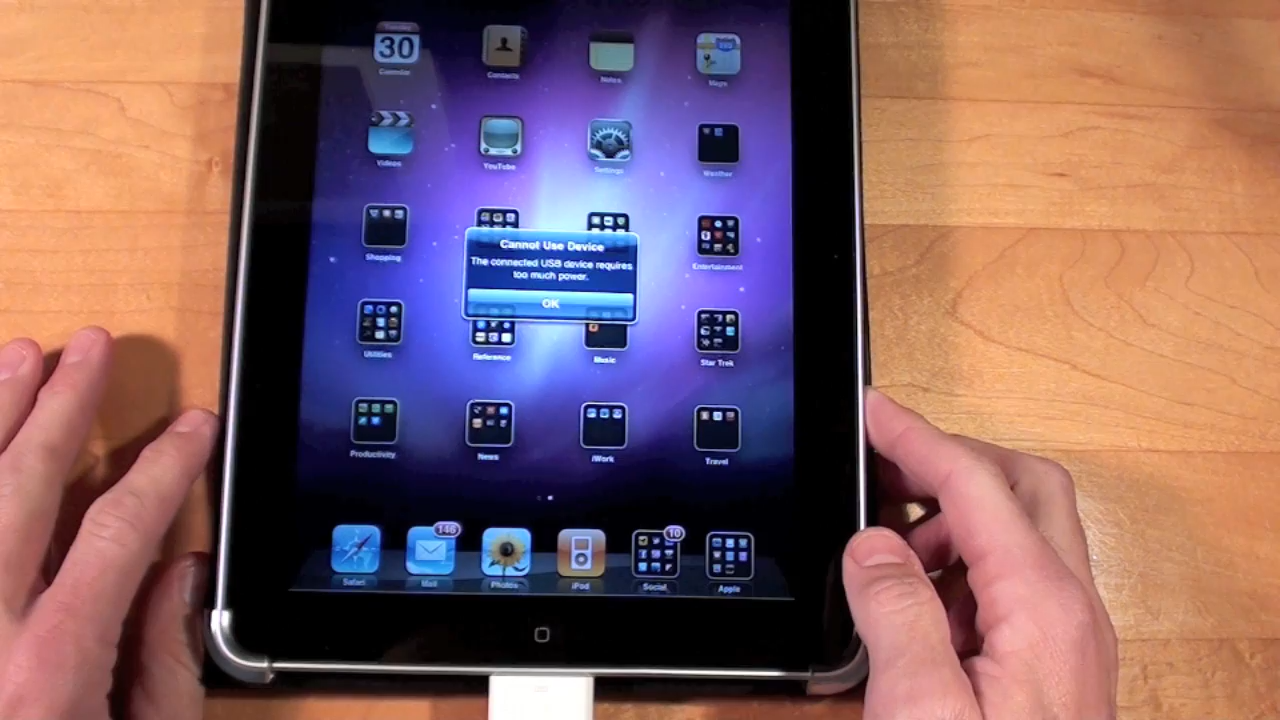 Tuesday
30
Calendar
Contacts
Notes
Maps
Videos
YouTube
Settings
Weather
Shopping
Entertainment
Cannot Use Device
The connected USB device requires
too much power.
OK
Utilities
Reference
Music
Star Trek
Productivity
News
iWork
Travel
146
10
Safari
Mail
Photos
iPod
Social
Apple